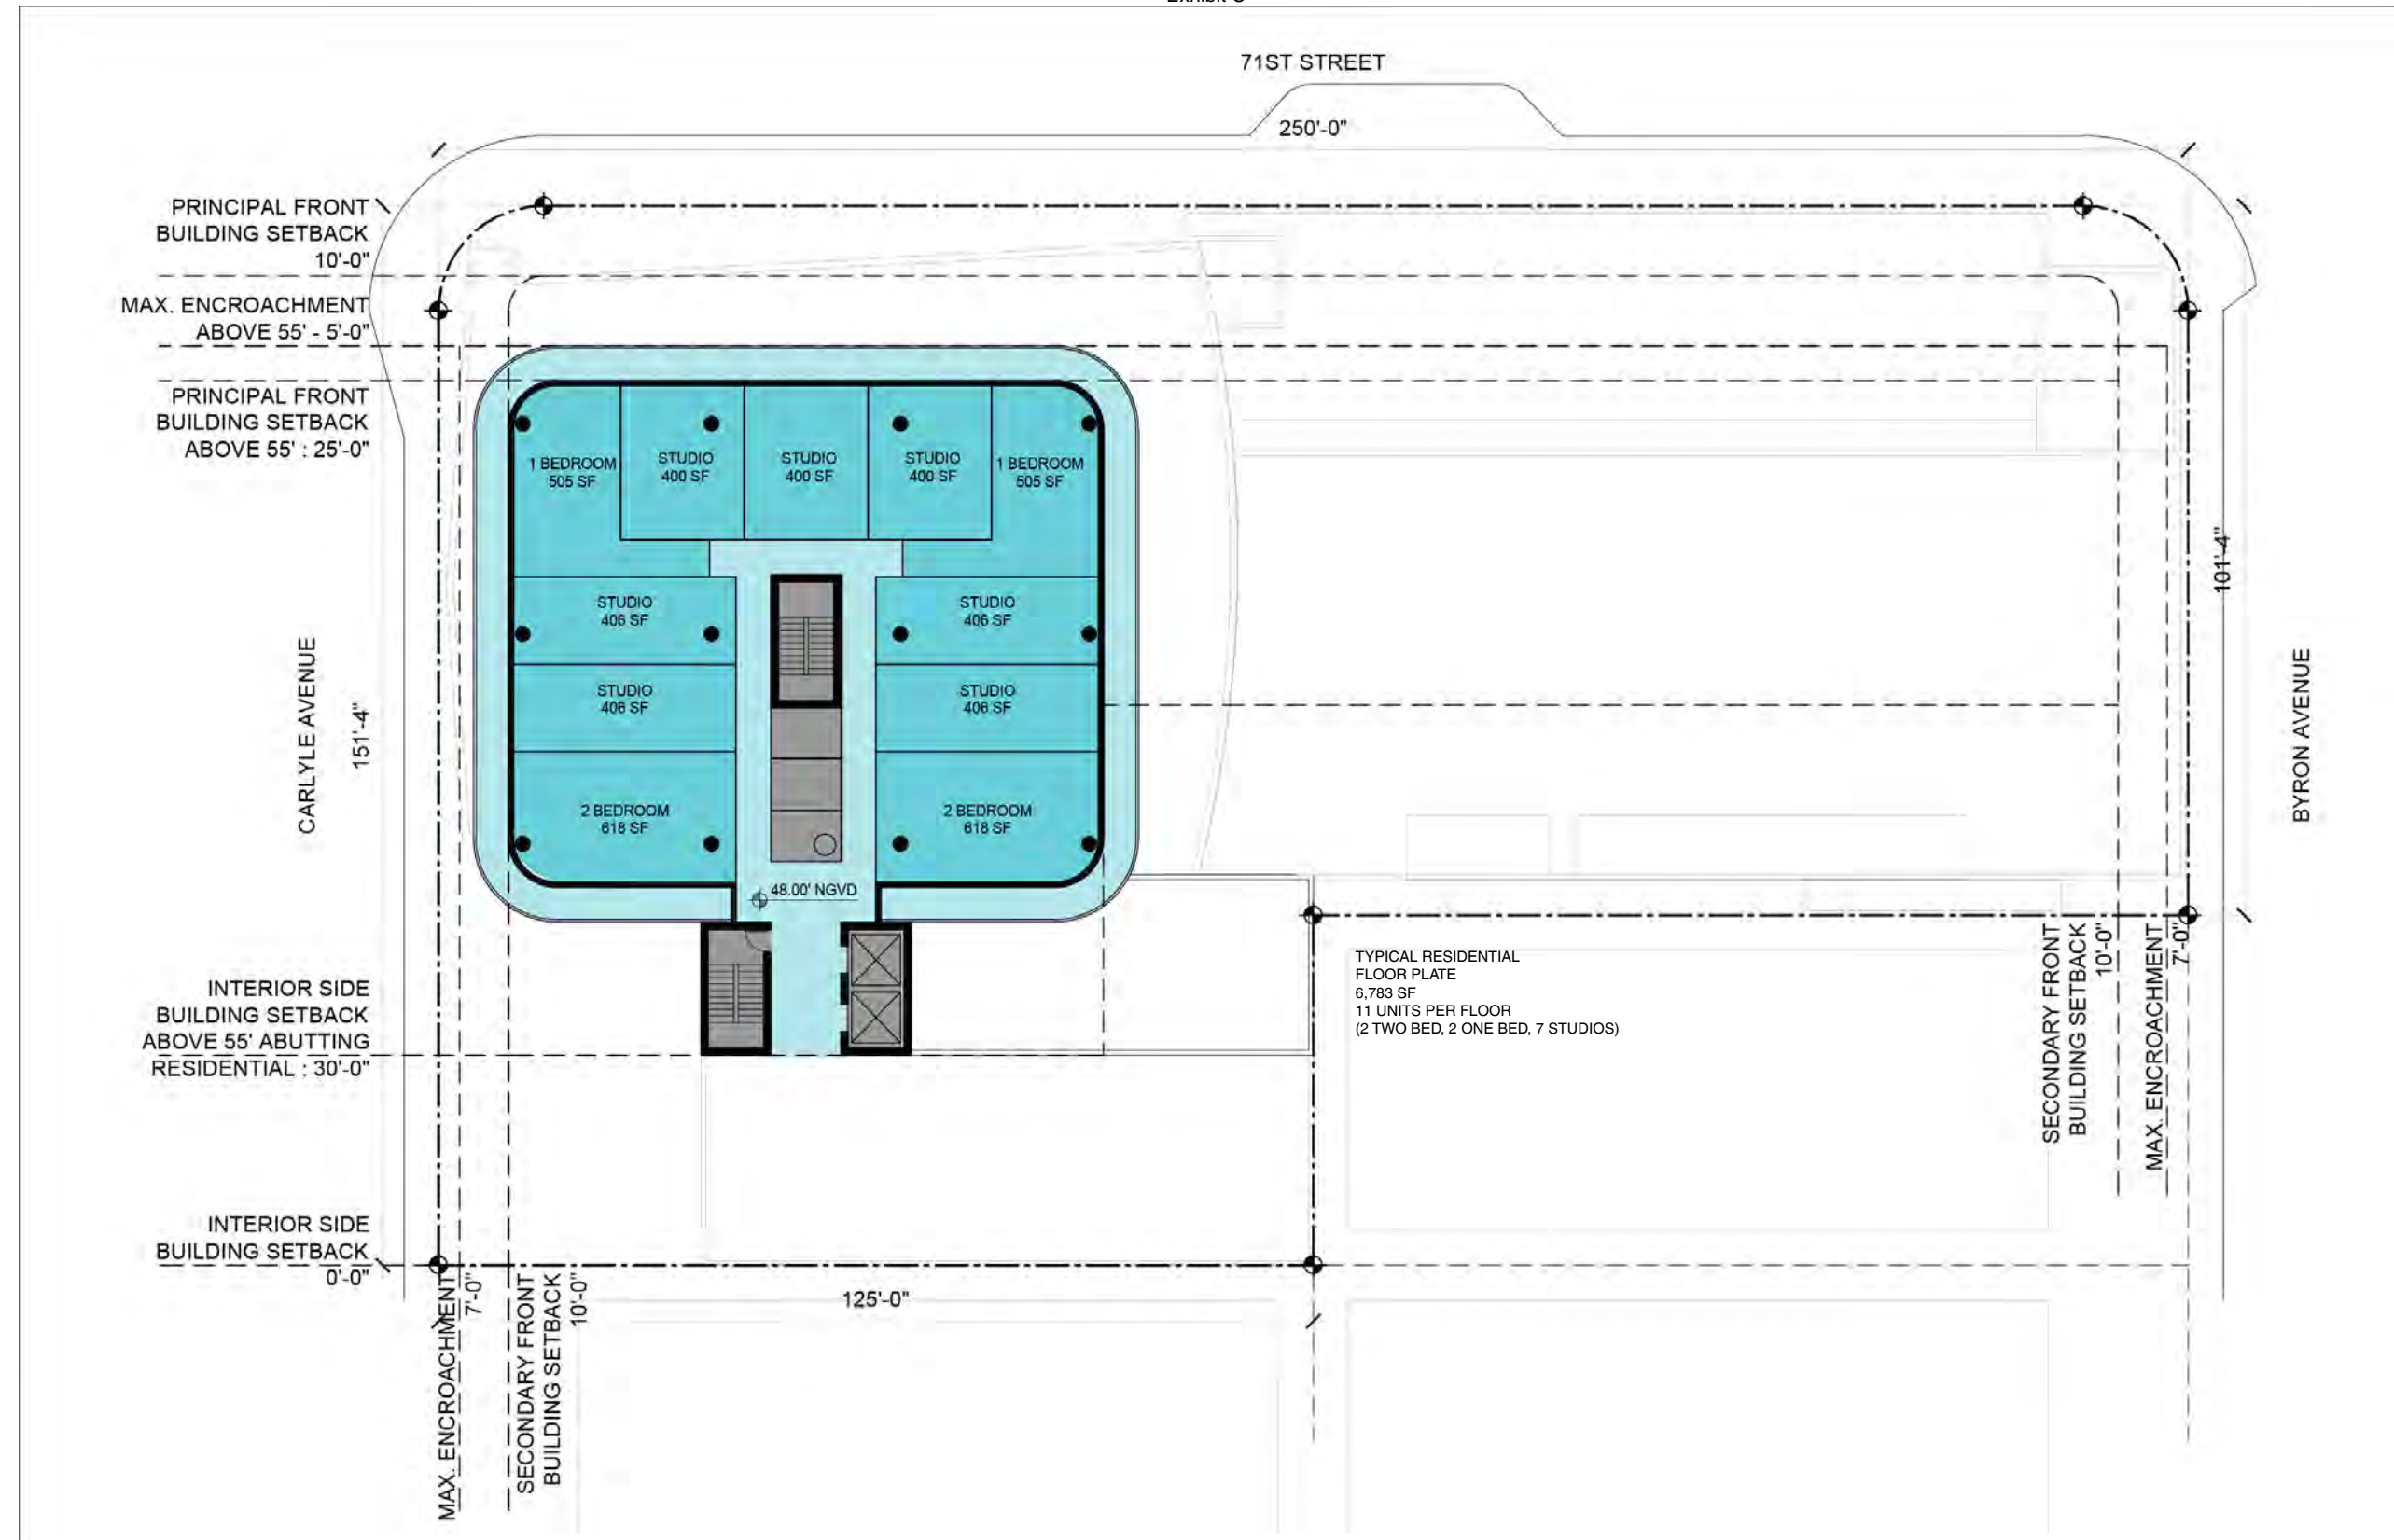 71ST STREET
250'-0"
PRINCIPAL FRONT
BUILDING SETBACK
10'-0"
MAX. ENCROACHMENT
ABOVE 55' - 5'-0"
PRINCIPAL FRONT
BUILDING SETBACK
ABOVE 55' : 25'-0"
1 BEDROOM
505 SF
STUDIO
400 SF
STUDIO
400 SF
STUDIO
400 SF
1 BEDROOM
505 SF
STUDIO
406 SF
STUDIO
406 SF
STUDIO
406 SF
STUDIO
406 SF
2 BEDROOM
618 SF
2 BEDROOM
618 SF
48.00' NGVD
CARLYLE AVENUE
151'-4"
101'-4"
BYRON AVENUE
INTERIOR SIDE
BUILDING SETBACK
ABOVE 55' ABUTTING
RESIDENTIAL : 30'-0"
TYPICAL RESIDENTIAL
FLOOR PLATE
6,783 SF
11 UNITS PER FLOOR
(2 TWO BED, 2 ONE BED, 7 STUDIOS)
SECONDARY FRONT
BUILDING SETBACK
10'-0"
MAX. ENCROACHMENT
7'-0"
INTERIOR SIDE
BUILDING SETBACK
0'-0"
MAX. ENCROACHMENT
7'-0"
SECONDARY FRONT
BUILDING SETBACK
10'-0"
125'-0"